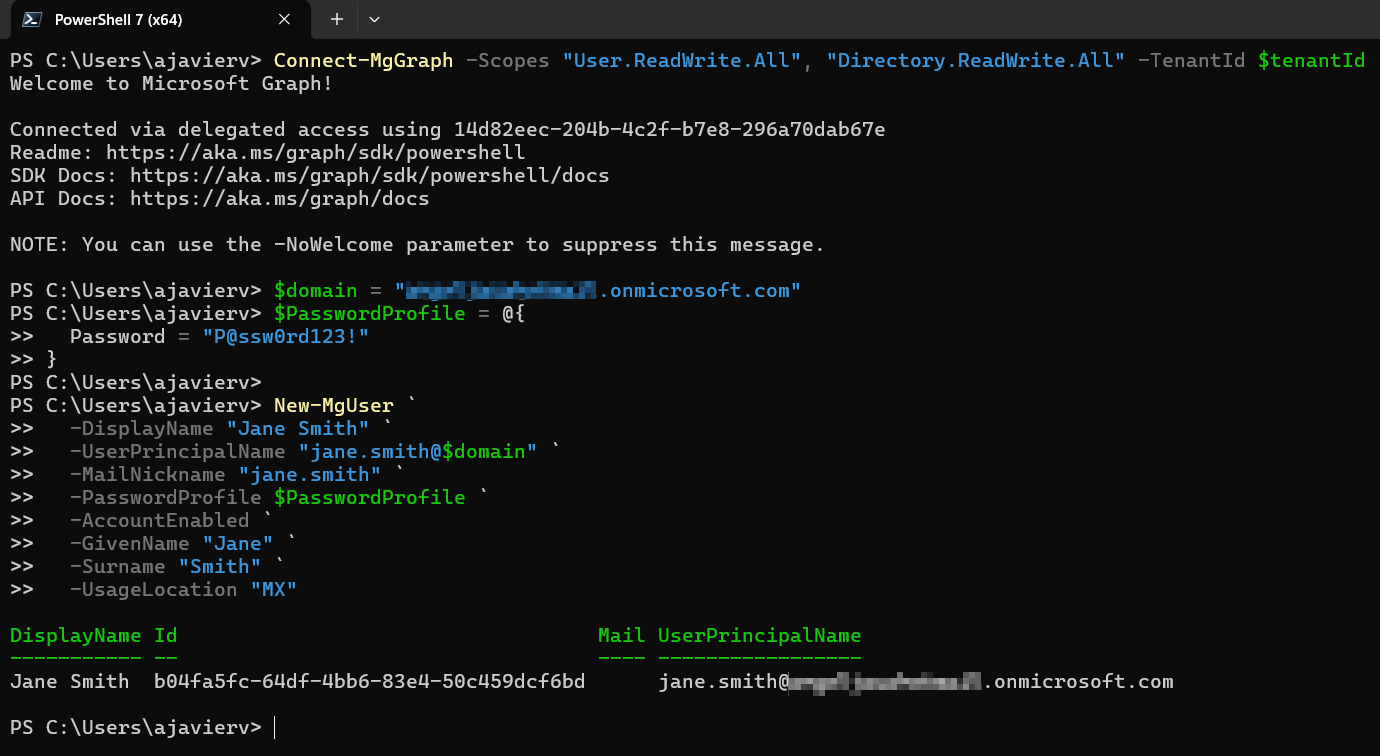 PowerShell 7 (x64)
PS C:\Users\ajavierv> Connect-MgGraph -Scopes "User.ReadWrite.All", "Directory.ReadWrite.All" -TenantId $tenantId
Welcome to Microsoft Graph!
Connected via delegated access using 14d82eec-204b-4c2f-b7e8-296a70dab67e
Readme: https://aka.ms/graph/sdk/powershell
SDK Docs: https://aka.ms/graph/sdk/powershell/docs
API Docs: https://aka.ms/graph/docs
NOTE: You can use the -NoWelcome parameter to suppress this message.
PS C:\Users\ajavierv> $domain = ".onmicrosoft.com"
PS C:\Users\ajavierv> $PasswordProfile = @{
>>   Password = "P@ssw0rd123!"
>> }
PS C:\Users\ajavierv>
PS C:\Users\ajavierv> New-MgUser `
>>   -DisplayName "Jane Smith" `
>>   -UserPrincipalName "jane.smith@$domain" `
>>   -MailNickname "jane.smith" `
>>   -PasswordProfile $PasswordProfile `
>>   -AccountEnabled `
>>   -GivenName "Jane" `
>>   -Surname "Smith" `
>>   -UsageLocation "MX"
DisplayName Id                                   Mail UserPrincipalName
----------- --                                   ---- -----------------
Jane Smith  b04fa5fc-64df-4bb6-83e4-50c459dcf6bd      jane.smith@.onmicrosoft.com
PS C:\Users\ajavierv>